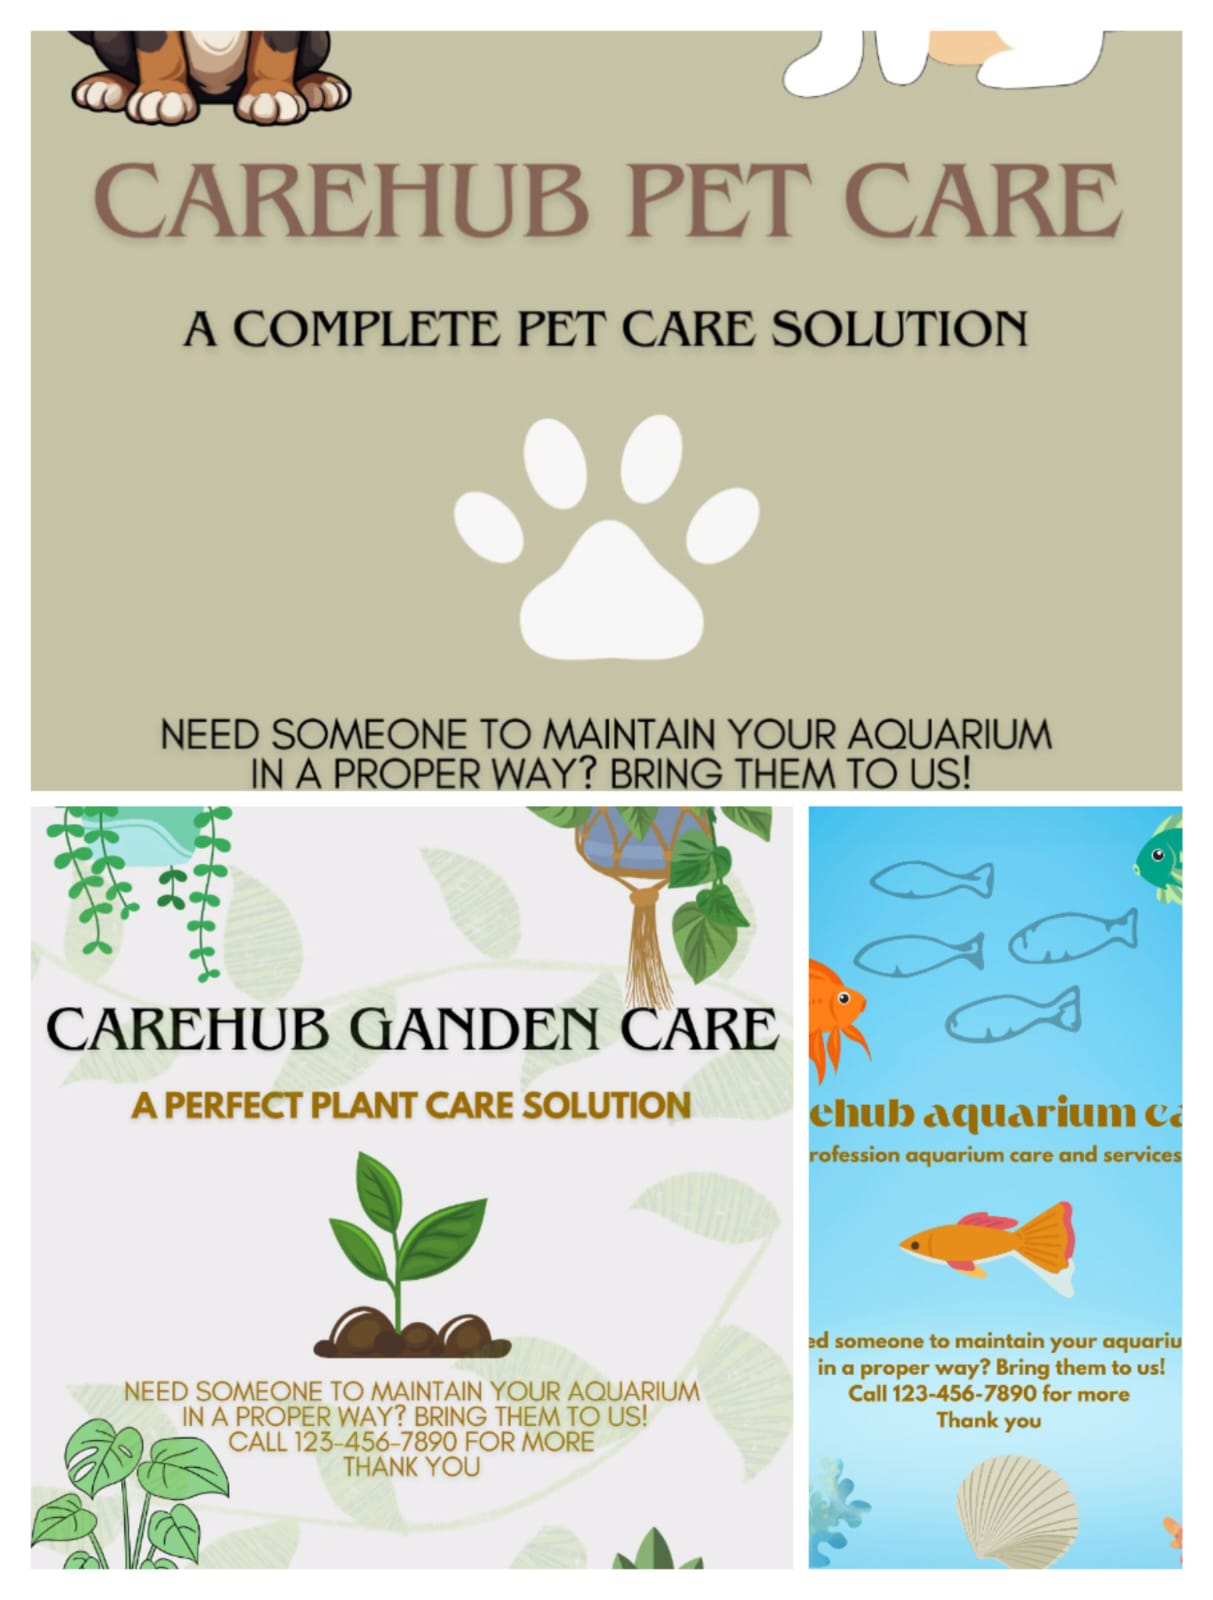 CAREHUB PET CARE
A COMPLETE PET CARE SOLUTION
NEED SOMEONE TO MAINTAIN YOUR AQUARIUM
IN A PROPER WAY? BRING THEM TO US!
CAREHUB GANDEN CARE
A PERFECT PLANT CARE SOLUTION
NEED SOMEONE TO MAINTAIN YOUR AQUARIUM
IN A PROPER WAY? BRING THEM TO US!
CALL 123-456-7890 FOR MORE
THANK YOU
ehub aquarium ca
rofession aquarium care and services
ed someone to maintain your aquariu
in a proper way? Bring them to us!
Call 123-456-7890 for more
Thank you